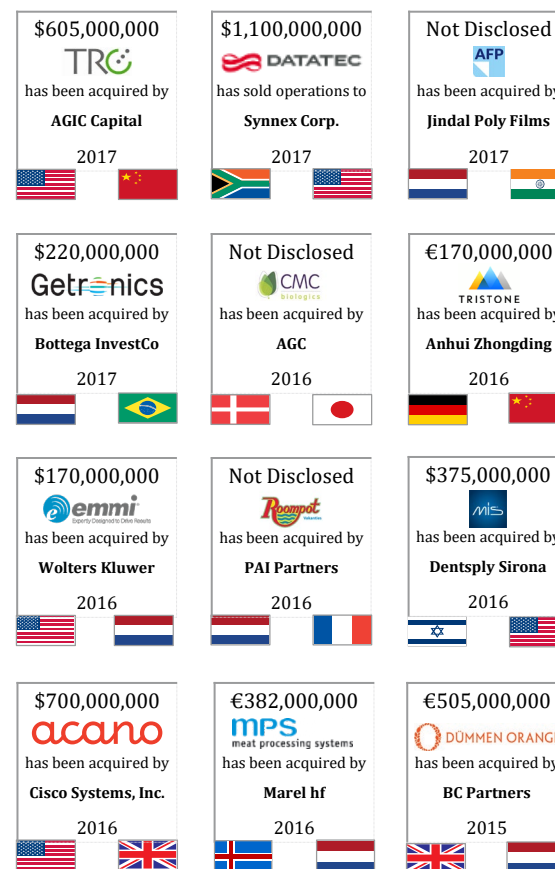 $605,000,000
TRC
has been acquired by
AGIC Capital
2017
$1,100,000,000
DATATEC
has sold operations to
Synnex Corp.
2017
Not Disclosed
AFP
has been acquired by
Jindal Poly Films
2017
$220,000,000
Getronics
has been acquired by
Bottega InvestCo
2017
Not Disclosed
CMC
biologics
has been acquired by
AGC
2016
€170,000,000
TRISTONE
has been acquired by
Anhui Zhongding
2016
$170,000,000
emmi
Expertly Designed to Drive Results
has been acquired by
Wolters Kluwer
2016
Not Disclosed
Roompot
has been acquired by
PAI Partners
2016
$375,000,000
MIS
has been acquired by
Dentsply Sirona
2016
$700,000,000
acano
has been acquired by
Cisco Systems, Inc.
2016
€382,000,000
mps
meat processing systems
has been acquired by
Marel hf
2016
€505,000,000
DÜMMEN ORANGE
has been acquired by
BC Partners
2015